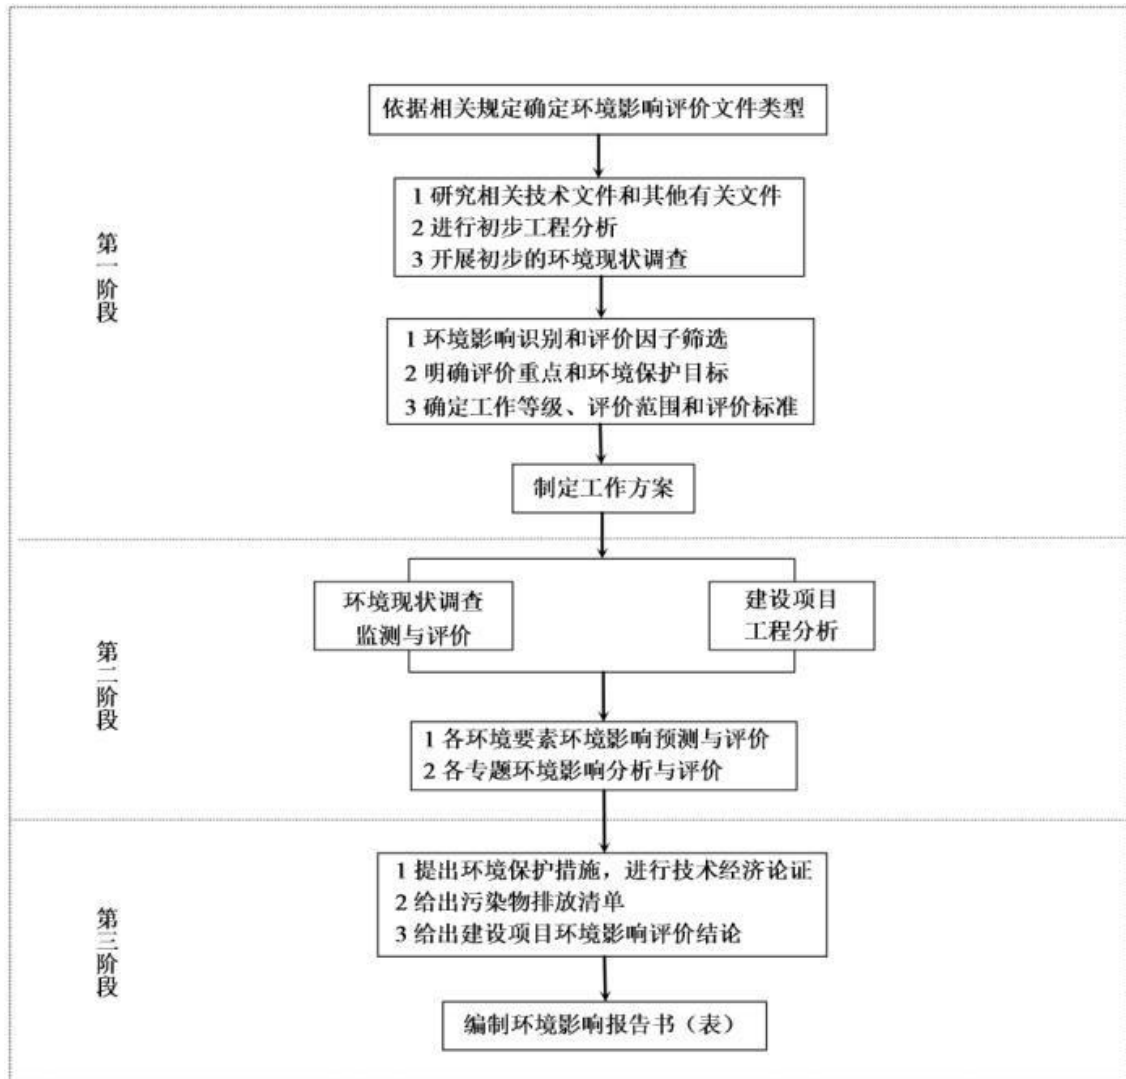 依据相关规定确定环境影响评价文件类型
1 研究相关技术文件和其他有关文件
2 进行初步工程分析
3 开展初步的环境现状调查
第一阶段
1 环境影响识别和评价因子筛选
2 明确评价重点和环境保护目标
3 确定工作等级、评价范围和评价标准
制定工作方案
环境现状调查
监测与评价
建设项目
工程分析
第二阶段
1 各环境要素环境影响预测与评价
2 各专题环境影响分析与评价
1 提出环境保护措施，进行技术经济论证
2 给出污染物排放清单
3 给出建设项目环境影响评价结论
第三阶段
编制环境影响报告书（表）